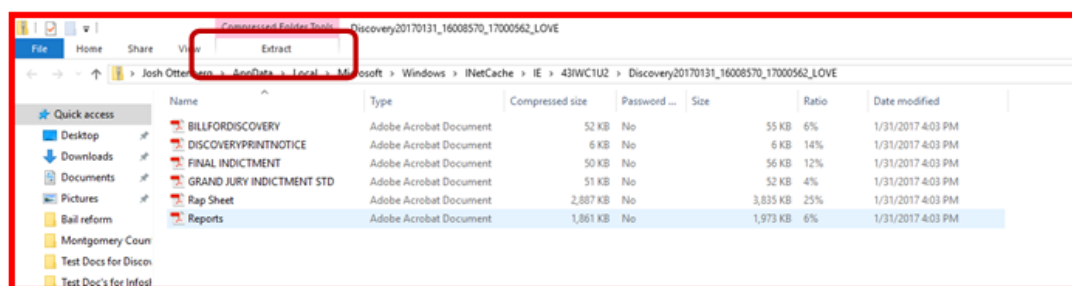 Compressed Folder Tools Discovery20170131_16008570_17000562_LOVE
File Home Share View Extract
Josh Ottenberg > AppData > Local > Microsoft > Windows > INetCache > IE > 43IWC1U2 > Discovery20170131_16008570_17000562_LOVE
Name Type Compressed size Password ... Size Ratio Date modified
Quick access
BILLFORDISCOVERY Adobe Acrobat Document 52 KB No 55 KB 6% 1/31/2017 4:03 PM
Desktop
DISCOVERYPRINTNOTICE Adobe Acrobat Document 6 KB No 6 KB 14% 1/31/2017 4:03 PM
Downloads
FINAL INDICTMENT Adobe Acrobat Document 50 KB No 56 KB 12% 1/31/2017 4:03 PM
Documents
GRAND JURY INDICTMENT STD Adobe Acrobat Document 51 KB No 52 KB 4% 1/31/2017 4:03 PM
Pictures
Rap Sheet Adobe Acrobat Document 2,887 KB No 3,835 KB 25% 1/31/2017 4:03 PM
Bail reform
Reports Adobe Acrobat Document 1,861 KB No 1,973 KB 6% 1/31/2017 4:03 PM
Montgomery Coun
Test Docs for Discov
Test Doc's for Infosl